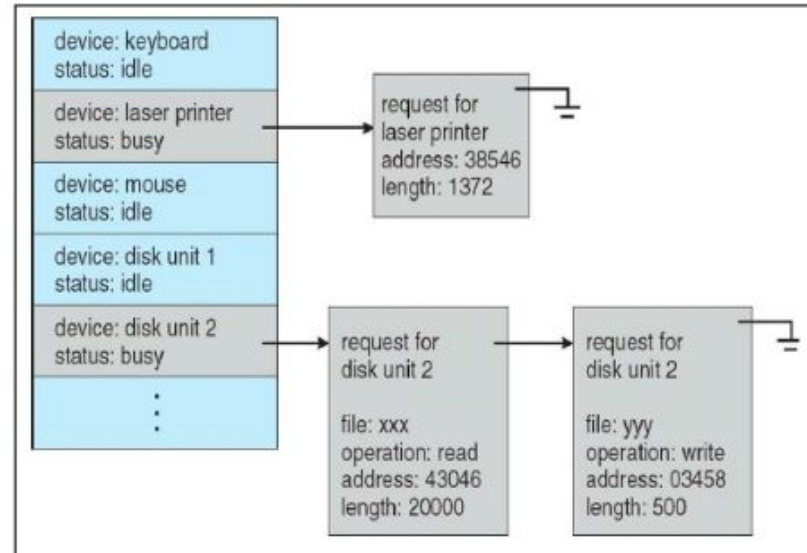 device: keyboard
status: idle
device: laser printer
status: busy
device: mouse
status: idle
device: disk unit 1
status: idle
device: disk unit 2
status: busy
request for
laser printer
address: 38546
length: 1372
request for
disk unit 2
file: xxx
operation: read
address: 43046
length: 20000
request for
disk unit 2
file: yyy
operation: write
address: 03458
length: 500